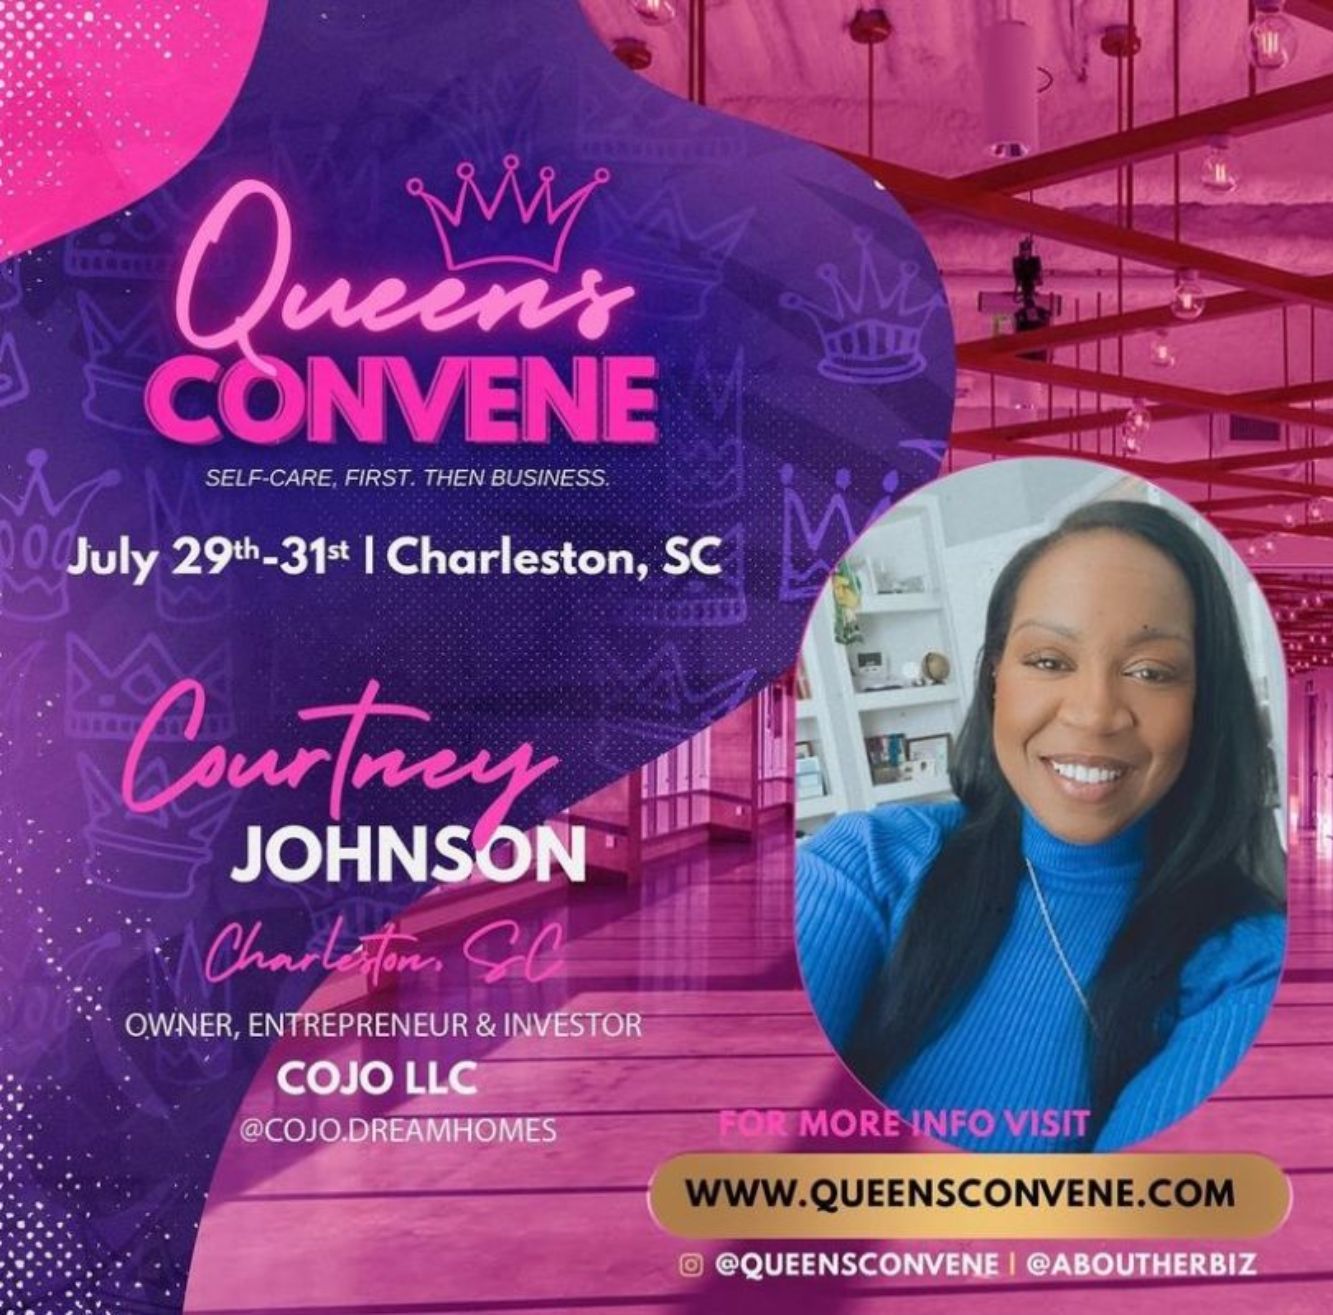 Queens
CONVENE
SELF-CARE, FIRST. THEN BUSINESS.
July 29th-31st | Charleston, SC
Courtney
JOHNSON
Charleston, SC
OWNER, ENTREPRENEUR & INVESTOR
COJO LLC
@COJO.DREAMHOMES
FOR MORE INFO VISIT
WWW.QUEENSCONVENE.COM
@QUEENSCONVENE | @ABOUTHERBIZ